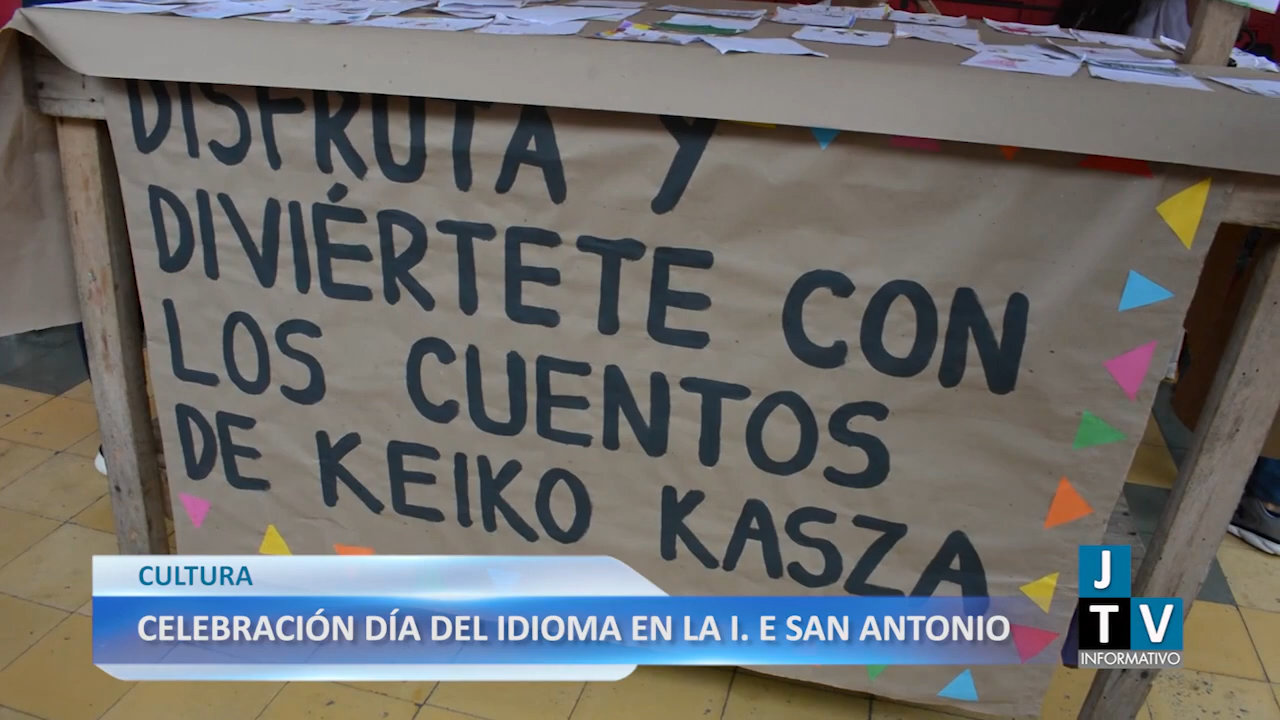 DISFRUTA Y
DIVIÉRTETE CON
LOS CUENTOS
DE KEIKO KASZA
CULTURA
CELEBRACIÓN DÍA DEL IDIOMA EN LA I. E SAN ANTONIO
J
TV
INFORMATIVO